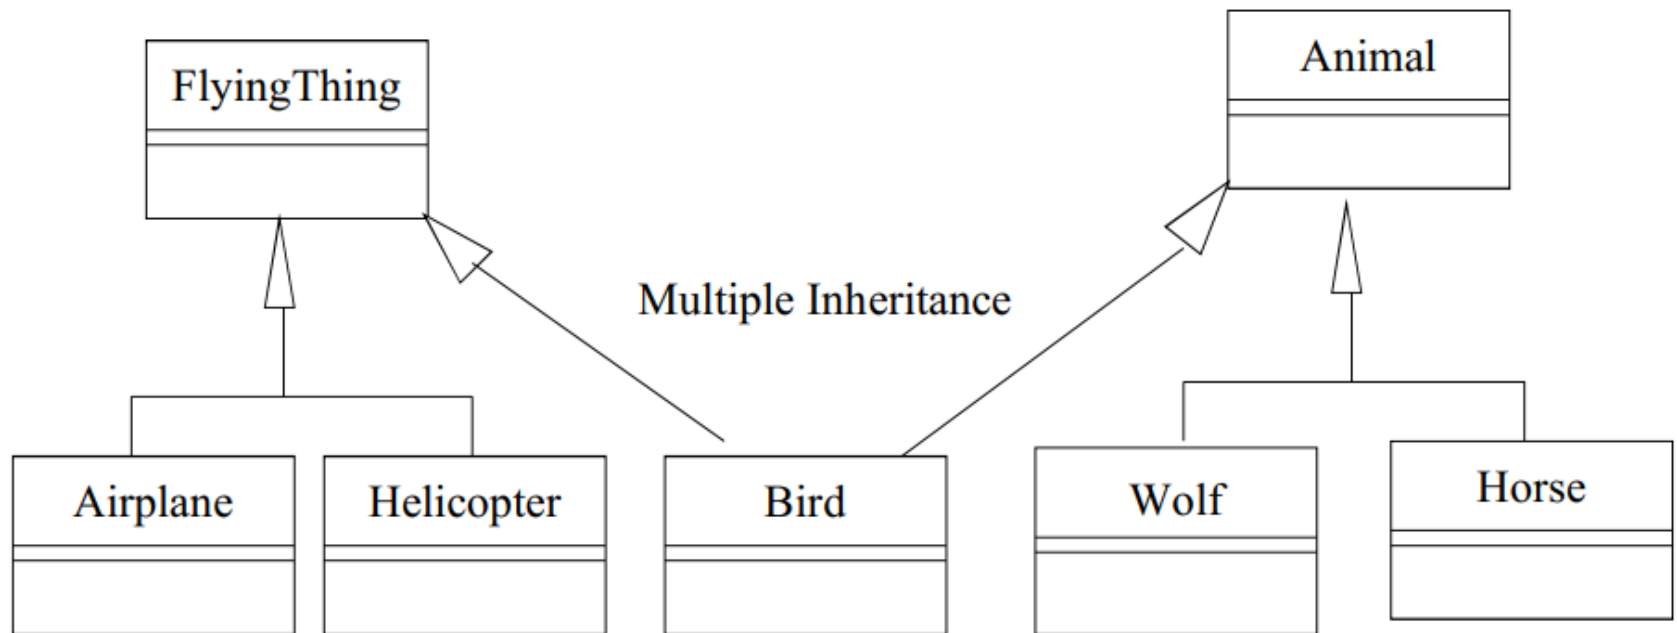 FlyingThing
Animal
Multiple Inheritance
Airplane
Helicopter
Bird
Wolf
Horse